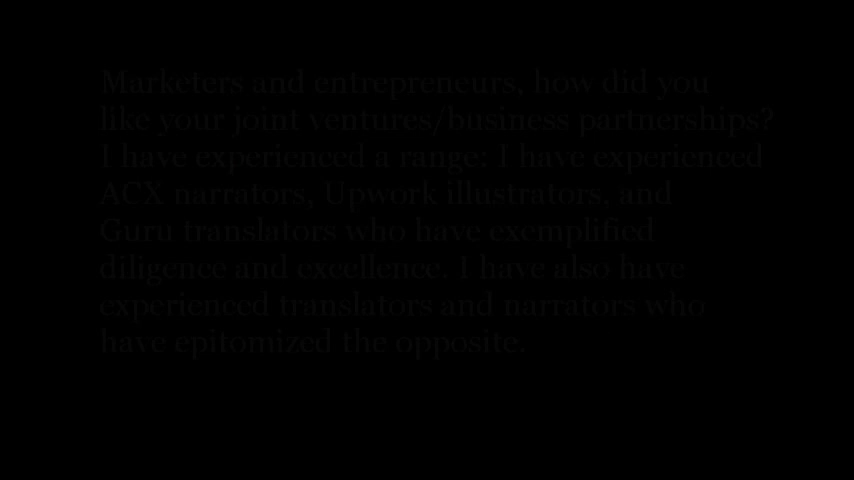 Marketers and entrepreneurs, how did you
like your joint ventures/business partnerships?
I have experienced a range: I have experienced
ACX narrators, Upwork illustrators, and
Guru translators who have exemplified
diligence and excellence. I have also have
experienced translators and narrators who
have epitomized the opposite.